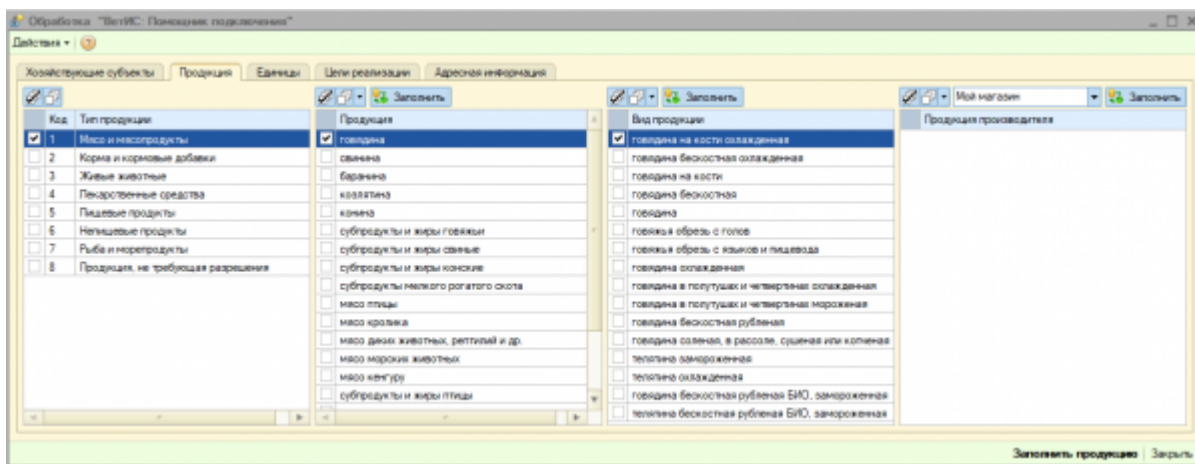 Обработка "ВетИС: Помощник подключения"
Действия
Хозяйствующие субъекты Продукция Единицы Цели реализации Адресная информация
Заполнить Заполнить Мой магазин Заполнить
Код Тип продукции
1 Мясо и мясопродукты
2 Корма и кормовые добавки
3 Живые животные
4 Лекарственные средства
5 Пищевые продукты
6 Непищевые продукты
7 Рыба и морепродукты
8 Продукция, не требующая разрешения
Продукция
говядина
свинина
баранина
козлятина
конина
субпродукты и жиры говяжьи
субпродукты и жиры свиные
субпродукты и жиры конские
субпродукты мелкого рогатого скота
мясо птицы
мясо кролика
мясо диких животных, рептилий и др.
мясо морских животных
мясо кенгуру
субпродукты и жиры птицы
Вид продукции
говядина на кости охлажденная
говядина бескостная охлажденная
говядина на кости
говядина бескостная
говядина
говяжья обрезь с голов
говяжья обрезь с языков и пищевода
говядина охлажденная
говядина в полутушах и четвертинах охлажденная
говядина в полутушах и четвертинах мороженая
говядина бескостная рубленая
говядина соленая, в рассоле, сушеная или копченая
телятина замороженная
телятина охлажденная
говядина бескостная рубленая БИО, замороженная
телятина бескостная рубленая БИО, замороженная
Продукция производителя
Заполнить продукцию Закрыть